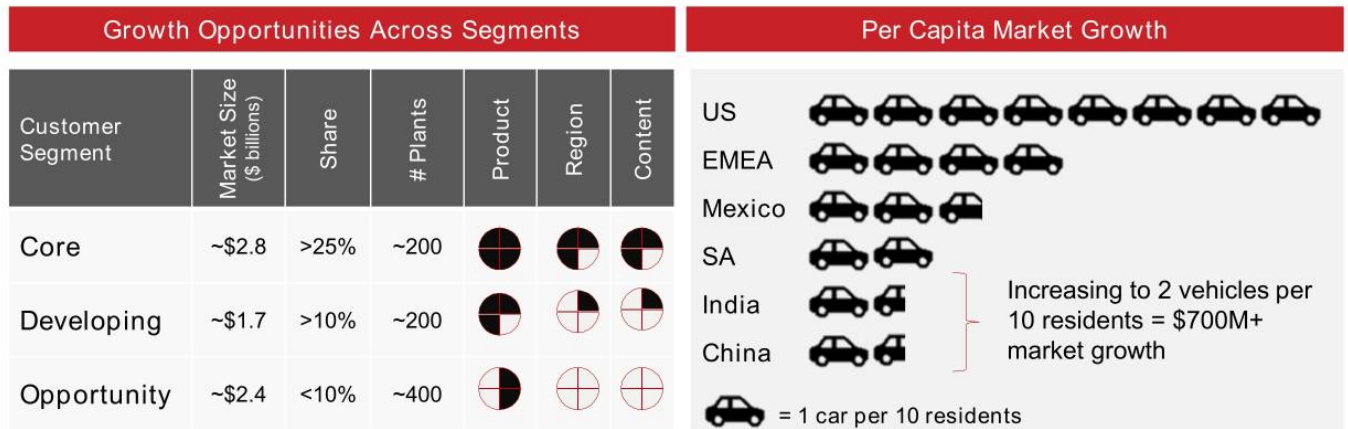 Growth Opportunities Across Segments
Customer
Segment
Market Size
($ billions)
Share
# Plants
Product
Region
Content
Core
~$2.8
>25%
~200
Developing
~$1.7
>10%
~200
Opportunity
~$2.4
<10%
~400
Per Capita Market Growth
US
EMEA
Mexico
SA
India
China
Increasing to 2 vehicles per
10 residents = $700M+
market growth
= 1 car per 10 residents